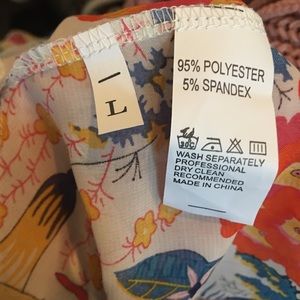 L
95% POLYESTER
5% SPANDEX
WASH SEPARATELY
PROFESSIONAL
DRY CLEAN
RECOMMENDED
MADE IN CHINA